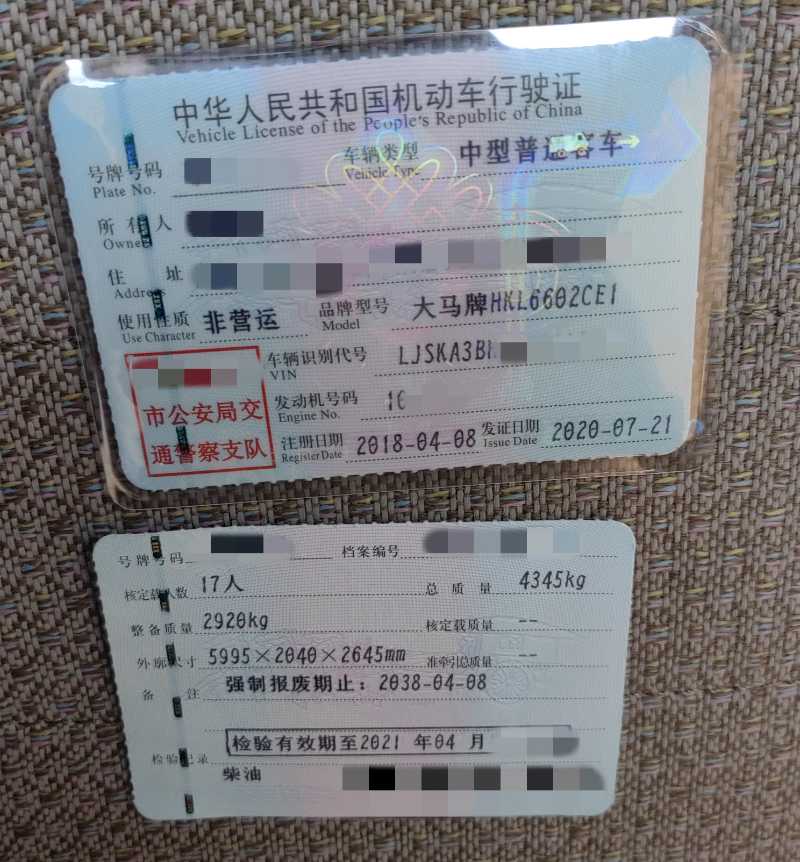 中华人民共和国机动车行驶证
Vehicle License of the People's Republic of China
号牌号码 车辆类型 中型普通客车
Plate No. Vehicle Type
所有人
Owner
住 址
Address
使用性质 非营运 品牌型号 大马牌HKL6602CE1
Use Character Model
车辆识别代号 LJSKA3B
VIN
市公安局交
通警察支队
发动机号码 1
Engine No.
注册日期 2018-04-08 发证日期 2020-07-21
Register Date Issue Date
号牌号码 档案编号
核定载人数 17人 总质量 4345kg
整备质量 2920kg 核定载质量 --
外廓尺寸 5995×2040×2645mm 准牵引总质量 --
备 注 强制报废期止:2038-04-08
检验有效期至2021 年04 月
检验记录
柴油